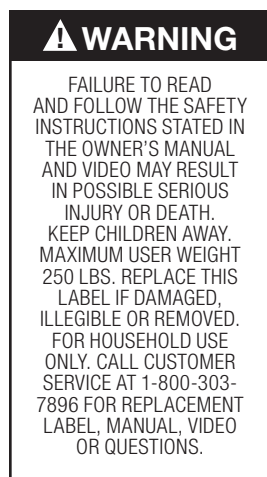 WARNING
FAILURE TO READ
AND FOLLOW THE SAFETY
INSTRUCTIONS STATED IN
THE OWNER'S MANUAL
AND VIDEO MAY RESULT
IN POSSIBLE SERIOUS
INJURY OR DEATH.
KEEP CHILDREN AWAY.
MAXIMUM USER WEIGHT
250 LBS. REPLACE THIS
LABEL IF DAMAGED,
ILLEGIBLE OR REMOVED.
FOR HOUSEHOLD USE
ONLY. CALL CUSTOMER
SERVICE AT 1-800-303-
7896 FOR REPLACEMENT
LABEL, MANUAL, VIDEO
OR QUESTIONS.